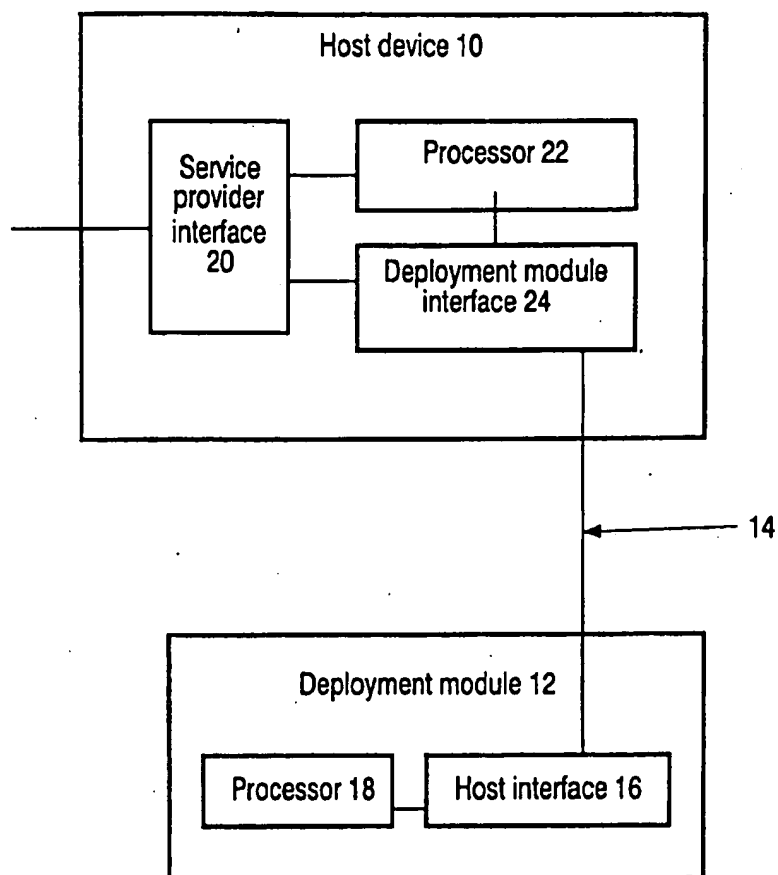 Host device 10
Service
provider
interface
20
Processor 22
Deployment module
interface 24
14
Deployment module 12
Processor 18
Host interface 16